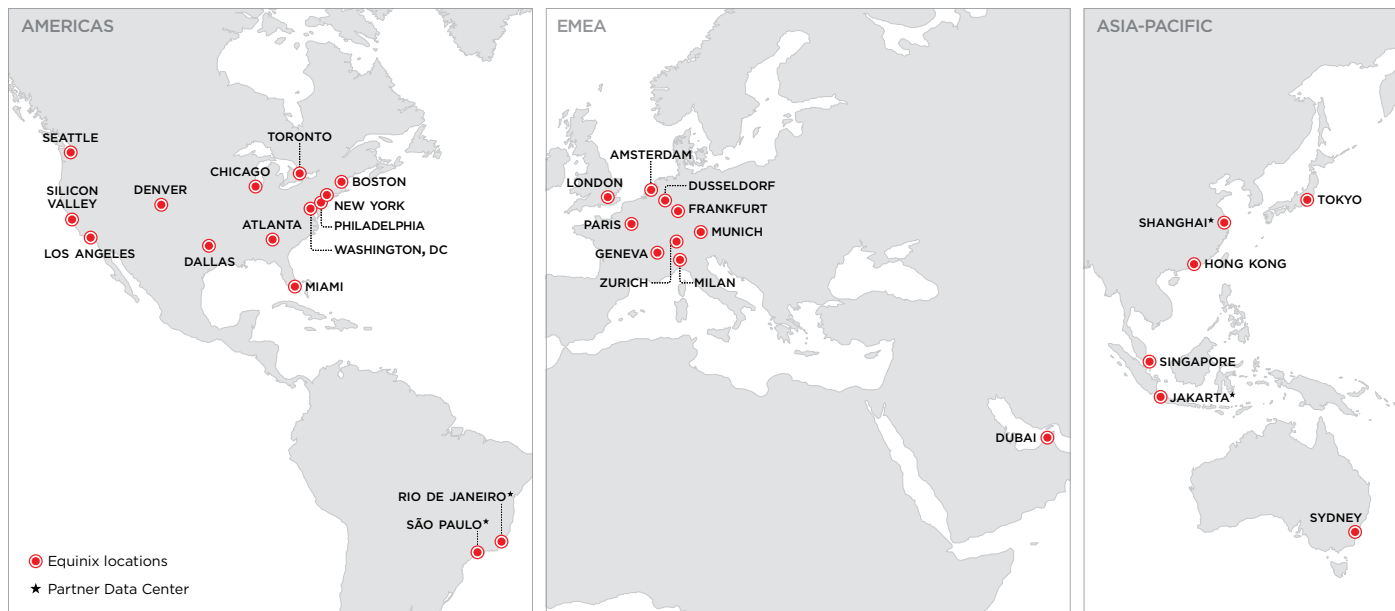 AMERICAS
SEATTLE
TORONTO
CHICAGO
BOSTON
SILICON
VALLEY
DENVER
NEW YORK
PHILADELPHIA
ATLANTA
WASHINGTON, DC
LOS ANGELES
DALLAS
MIAMI
RIO DE JANEIRO★
SÃO PAULO★
Equinix locations
★ Partner Data Center
EMEA
AMSTERDAM
LONDON
DUSSELDORF
FRANKFURT
PARIS
MUNICH
GENEVA
ZURICH
MILAN
DUBAI
ASIA-PACIFIC
TOKYO
SHANGHAI★
HONG KONG
SINGAPORE
JAKARTA★
SYDNEY